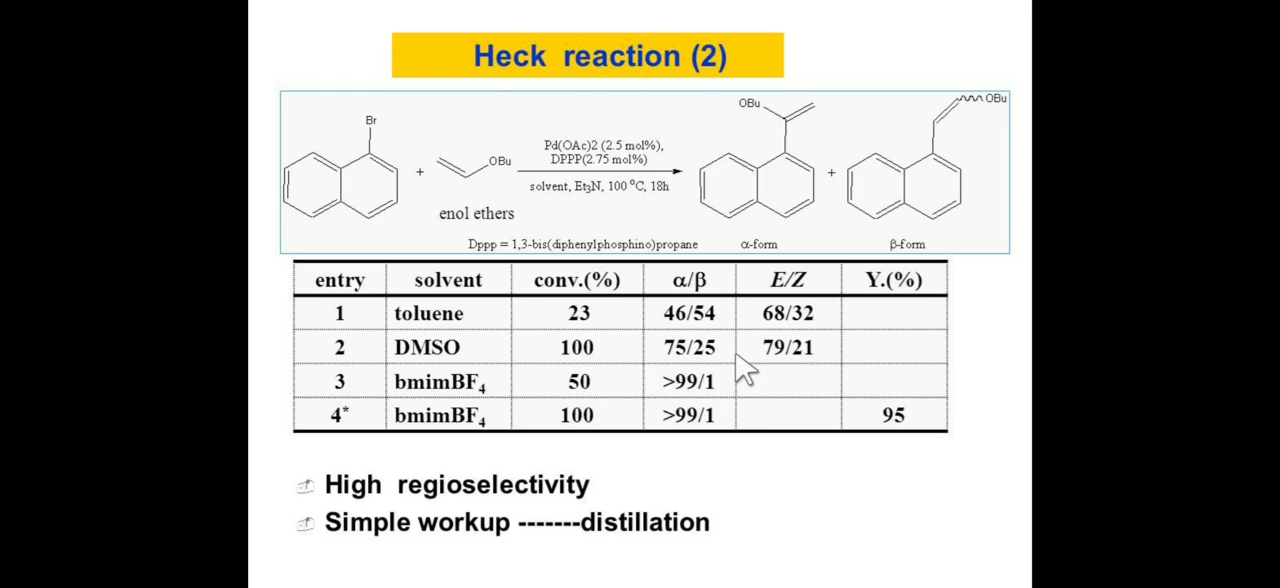 Heck reaction (2)
Br
+
OBu
enol ethers
Pd(OAc)2 (2.5 mol%),
DPPP(2.75 mol%)
solvent, Et3N, 100 °C, 18h
OBu
+
OBu
Dppp = 1,3-bis(diphenylphosphino)propane
α-form
β-form
entry solvent conv.(%) α/β E/Z Y.(%)
1 toluene 23 46/54 68/32
2 DMSO 100 75/25 79/21
3 bmimBF4 50 >99/1
4* bmimBF4 100 >99/1 95
High regioselectivity
Simple workup -------distillation